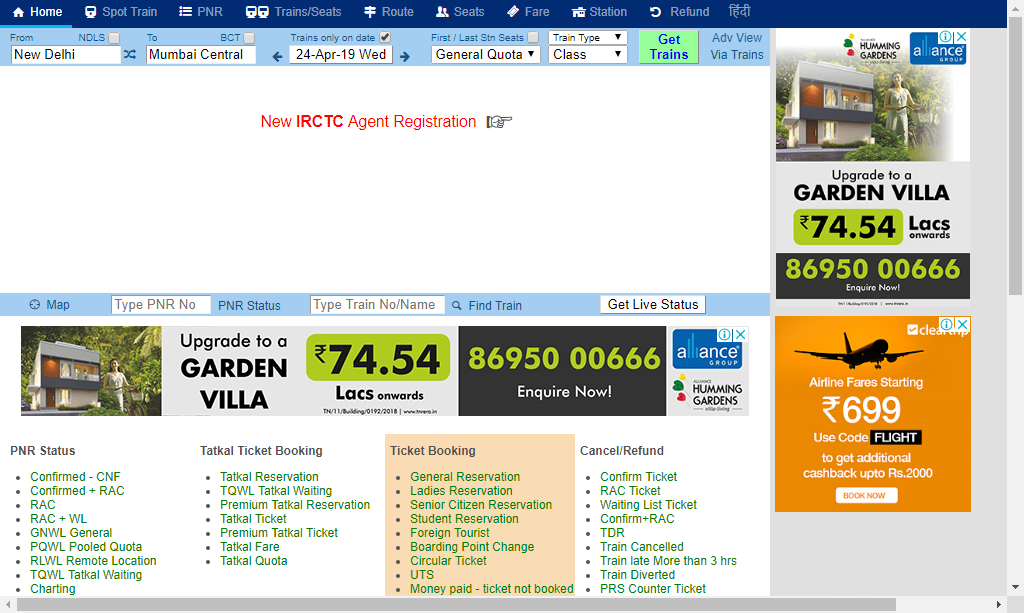 Home Spot Train PNR Trains/Seats Route Seats Fare Station Refund हिंदी
From NDLS To BCT Trains only on date First / Last Stn Seats Train Type Get Trains Adv View
New Delhi Mumbai Central 24-Apr-19 Wed General Quota Class Via Trains
New IRCTC Agent Registration
Map Type PNR No PNR Status Type Train No/Name Find Train Get Live Status
Upgrade to a
GARDEN
VILLA
₹74.54
Lacs onwards
TN/11/Building/0192/2018 | www.tnrera.in
86950 00666
Enquire Now!
alliance
GROUP
ALLIANCE
HUMMING
GARDENS
villa-living
PNR Status
Confirmed - CNF
Confirmed + RAC
RAC
RAC + WL
GNWL General
PQWL Pooled Quota
RLWL Remote Location
TQWL Tatkal Waiting
Charting
Tatkal Ticket Booking
Tatkal Reservation
TQWL Tatkal Waiting
Premium Tatkal Reservation
Tatkal Ticket
Premium Tatkal Ticket
Tatkal Fare
Tatkal Quota
Ticket Booking
General Reservation
Ladies Reservation
Senior Citizen Reservation
Student Reservation
Foreign Tourist
Boarding Point Change
Circular Ticket
UTS
Money paid - ticket not booked
Cancel/Refund
Confirm Ticket
RAC Ticket
Waiting List Ticket
Confirm+RAC
TDR
Train Cancelled
Train late More than 3 hrs
Train Diverted
PRS Counter Ticket
ALLIANCE
HUMMING
GARDENS
villa-living
alliance
GROUP
Upgrade to a
GARDEN VILLA
₹74.54 Lacs
onwards
86950 00666
Enquire Now!
TN/11/Building/0192/2018 | www.tnrera.in
cleartrip
Airline Fares Starting
₹699
Use Code FLIGHT
to get additional
cashback upto Rs.2000
BOOK NOW